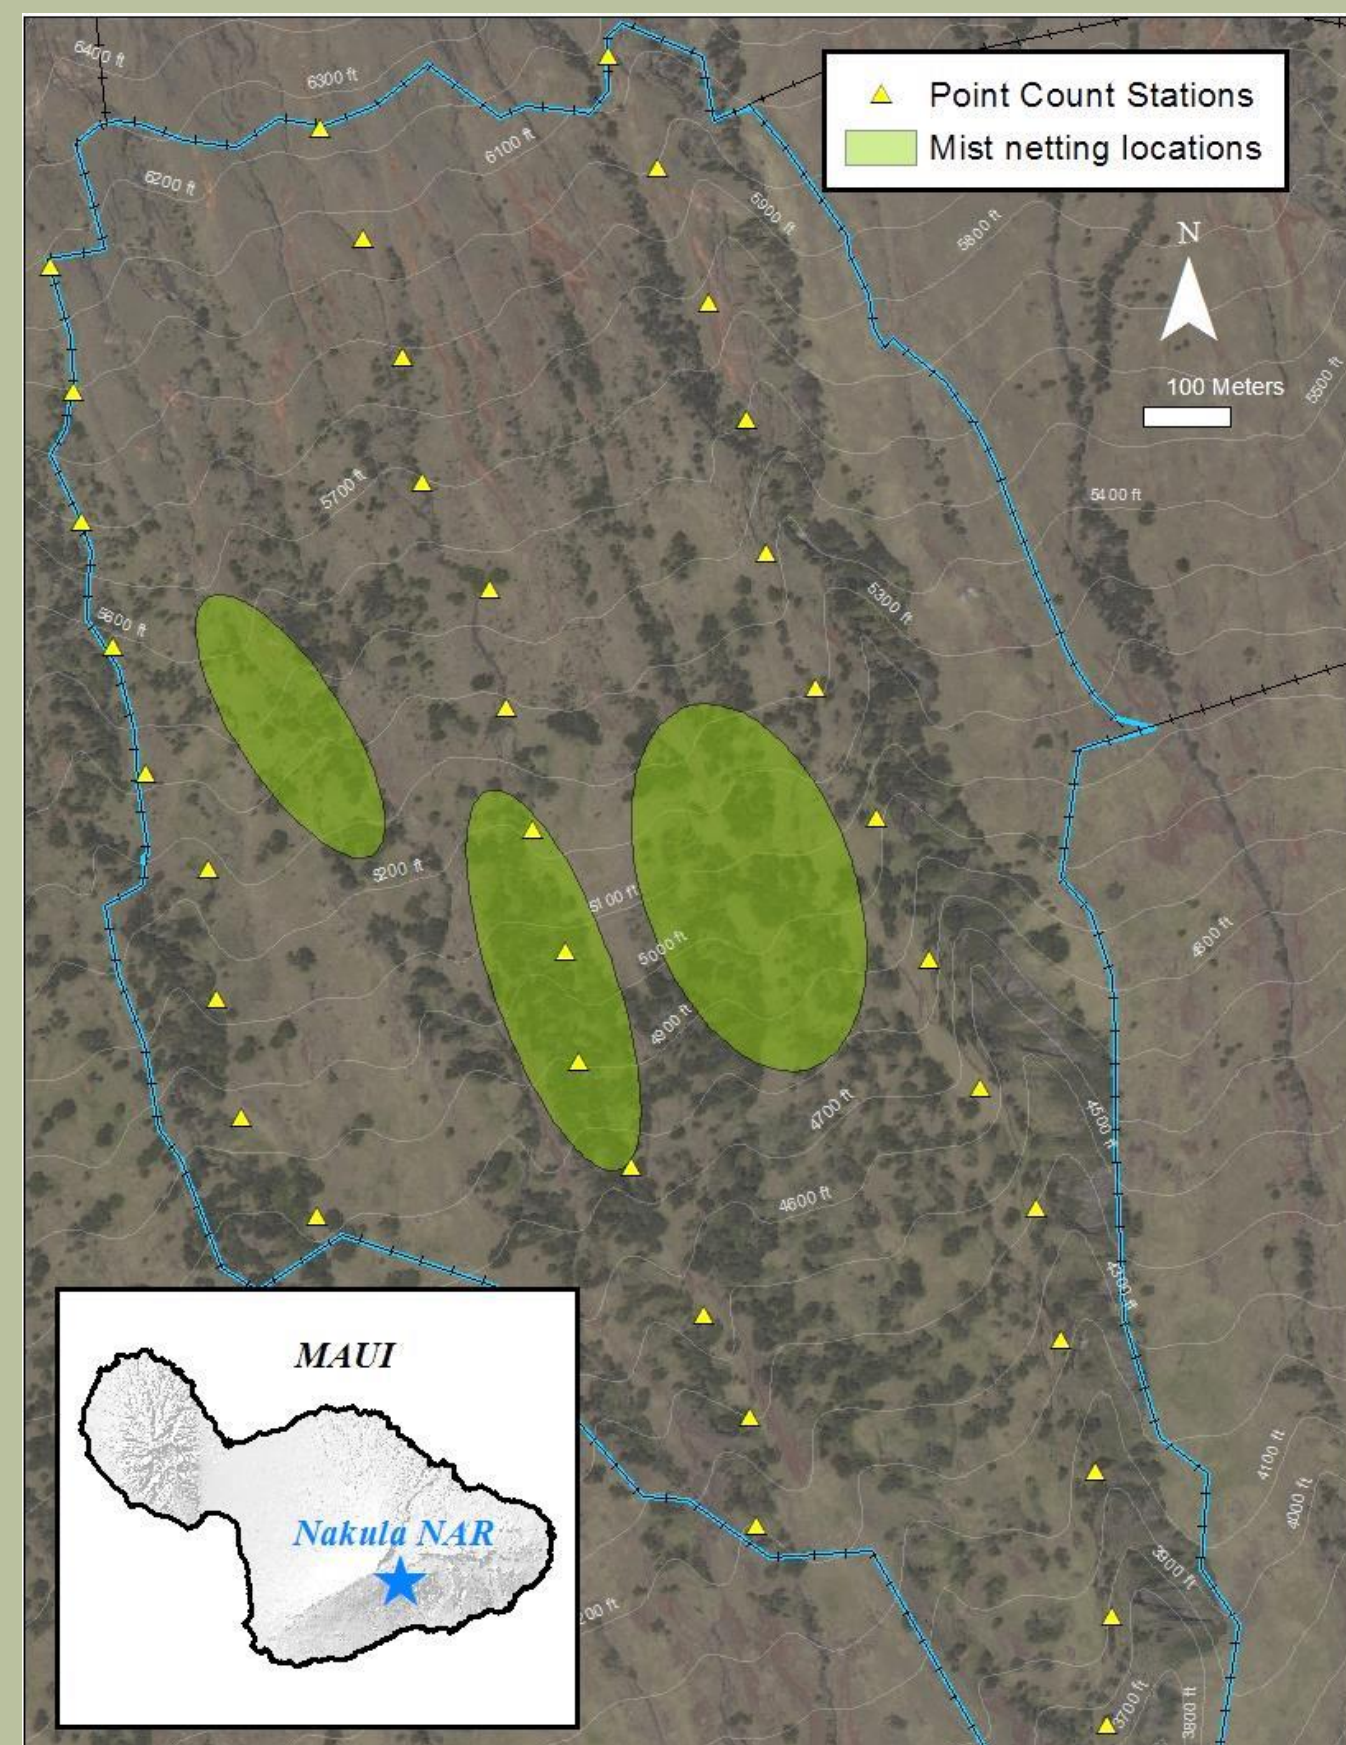 6400 ft
6300 ft
Point Count Stations
Mist netting locations
6100 ft
6200 ft
5900 ft
5800 ft
N
100 Meters
5500 ft
5700 ft
5400 ft
5300 ft
5600 ft
5200 ft
5100 ft
5000 ft
4800 ft
4900 ft
4700 ft
4500 ft
4600 ft
4300 ft
MAUI
Nakula NAR
4100 ft
4000 ft
3900 ft
200 ft
3700 ft
3800 ft